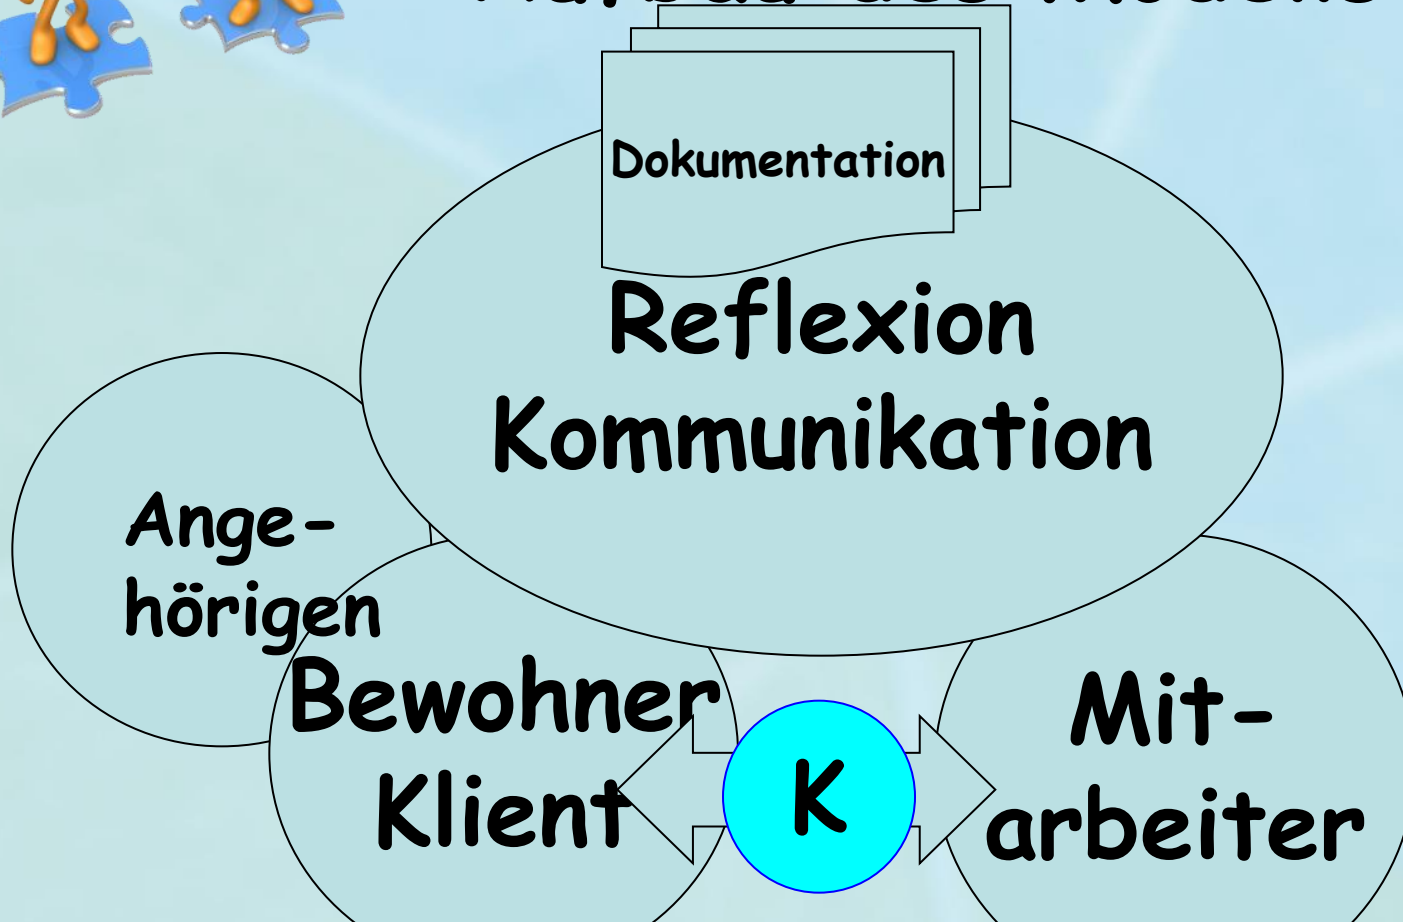 Dokumentation
Reflexion
Kommunikation
Ange-
hörigen
Bewohner
Klient
K
Mit-
arbeiter